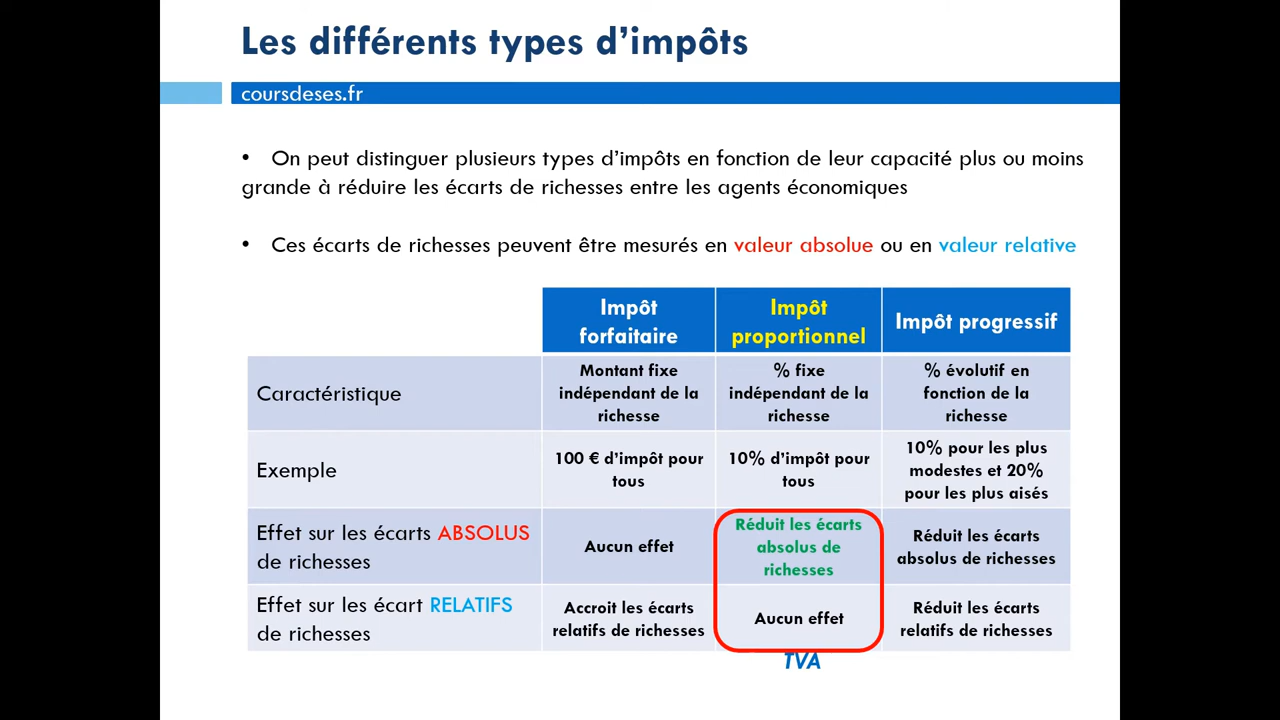 Les différents types d’impôts
coursdeses.fr
• On peut distinguer plusieurs types d’impôts en fonction de leur capacité plus ou moins
grande à réduire les écarts de richesses entre les agents économiques
• Ces écarts de richesses peuvent être mesurés en valeur absolue ou en valeur relative
Impôt
forfaitaire
Impôt
proportionnel
Impôt progressif
Caractéristique
Montant fixe
indépendant de la
richesse
% fixe
indépendant de la
richesse
% évolutif en
fonction de la
richesse
Exemple
100 € d’impôt pour
tous
10% d’impôt pour
tous
10% pour les plus
modestes et 20%
pour les plus aisés
Effet sur les écarts ABSOLUS
de richesses
Aucun effet
Réduit les écarts
absolus de
richesses
Réduit les écarts
absolus de richesses
Effet sur les écart RELATIFS
de richesses
Accroit les écarts
relatifs de richesses
Aucun effet
Réduit les écarts
relatifs de richesses
TVA